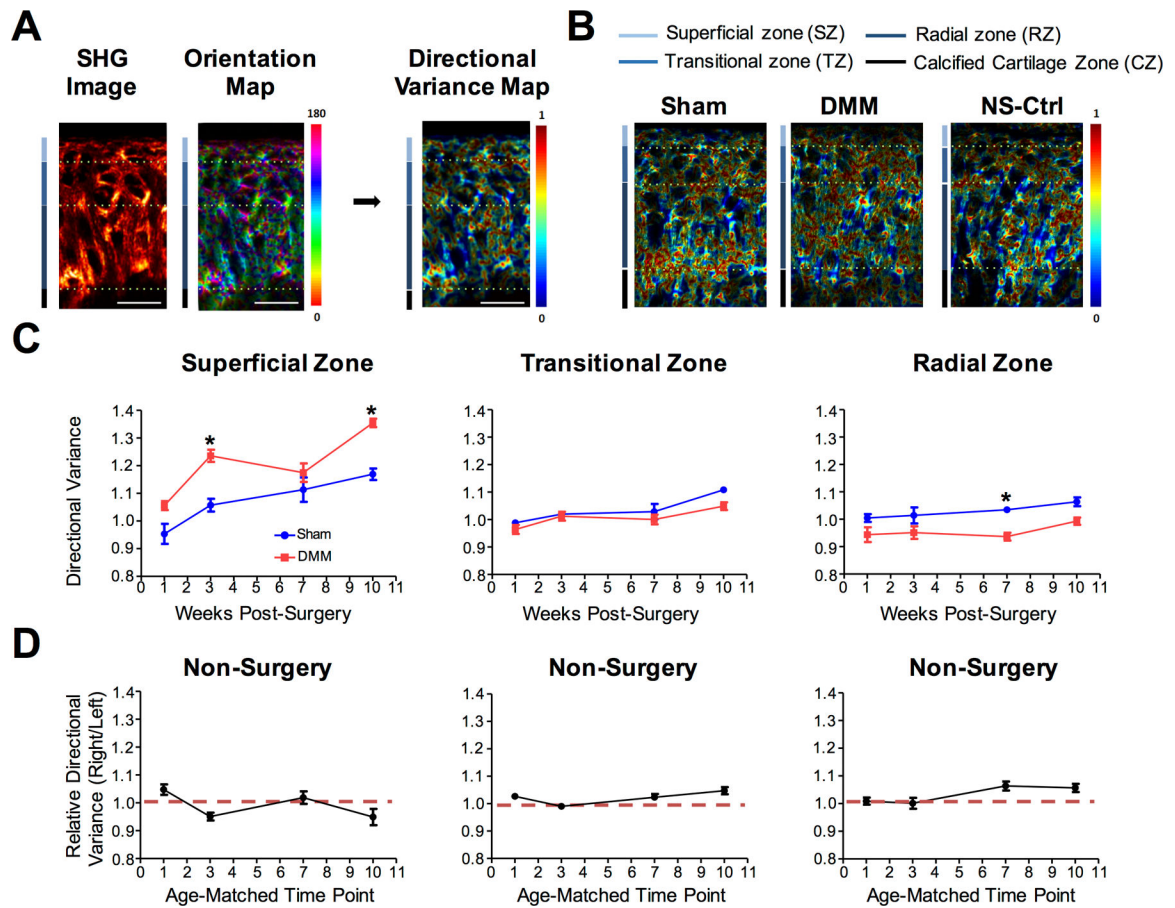 A
SHG
Image
Orientation
Map
Directional
Variance Map
180
0
1
0
B
Superficial zone (SZ)
Radial zone (RZ)
Transitional zone (TZ)
Calcified Cartilage Zone (CZ)
Sham
DMM
NS-Ctrl
1
0
C
Superficial Zone
Transitional Zone
Radial Zone
Directional Variance
1.4
1.3
1.2
1.1
1.0
0.9
0.8
*
*
Sham
DMM
0 1 2 3 4 5 6 7 8 9 10 11
Weeks Post-Surgery
1.4
1.3
1.2
1.1
1.0
0.9
0.8
0 1 2 3 4 5 6 7 8 9 10 11
Weeks Post-Surgery
1.4
1.3
1.2
1.1
1.0
0.9
0.8
*
0 1 2 3 4 5 6 7 8 9 10 11
Weeks Post-Surgery
D
Non-Surgery
Non-Surgery
Non-Surgery
Relative Directional
Variance (Right/Left)
1.4
1.3
1.2
1.1
1.0
0.9
0.8
0 1 2 3 4 5 6 7 8 9 10 11
Age-Matched Time Point
1.4
1.3
1.2
1.1
1.0
0.9
0.8
0 1 2 3 4 5 6 7 8 9 10 11
Age-Matched Time Point
1.4
1.3
1.2
1.1
1.0
0.9
0.8
0 1 2 3 4 5 6 7 8 9 10 11
Age-Matched Time Point